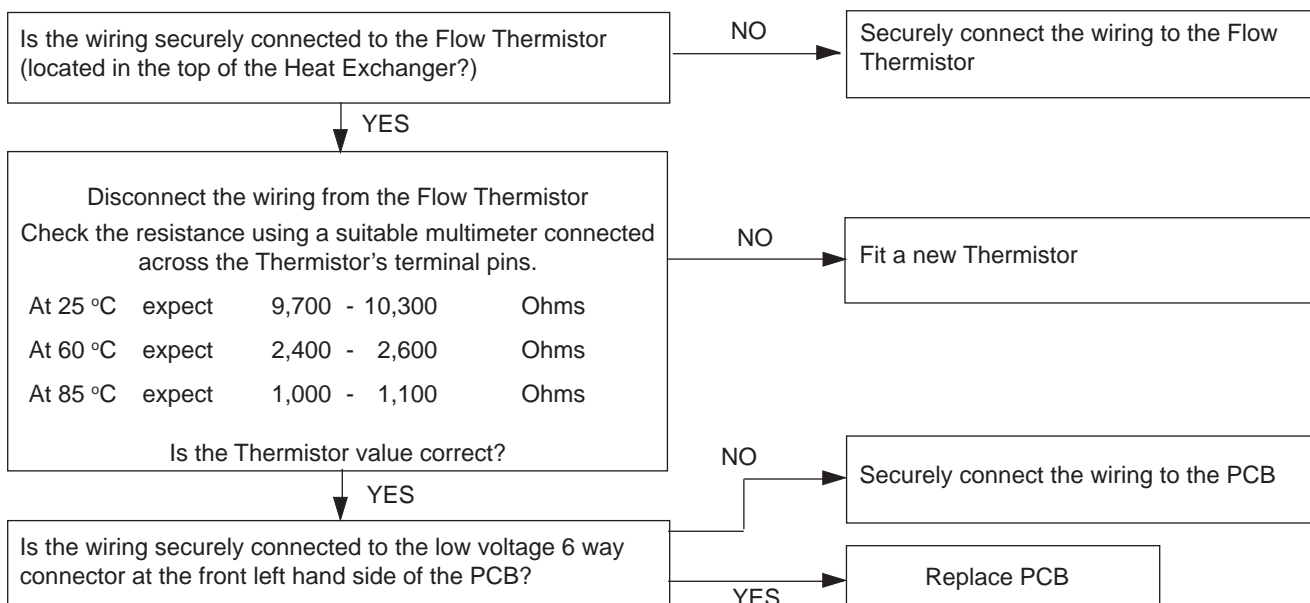 Is the wiring securely connected to the Flow Thermistor
(located in the top of the Heat Exchanger?)
NO
Securely connect the wiring to the Flow
Thermistor
YES
Disconnect the wiring from the Flow Thermistor
Check the resistance using a suitable multimeter connected
across the Thermistor’s terminal pins.
At 25 °C expect 9,700 - 10,300 Ohms
At 60 °C expect 2,400 - 2,600 Ohms
At 85 °C expect 1,000 - 1,100 Ohms
Is the Thermistor value correct?
NO
Fit a new Thermistor
YES
Is the wiring securely connected to the low voltage 6 way
connector at the front left hand side of the PCB?
NO
Securely connect the wiring to the PCB
YES
Replace PCB